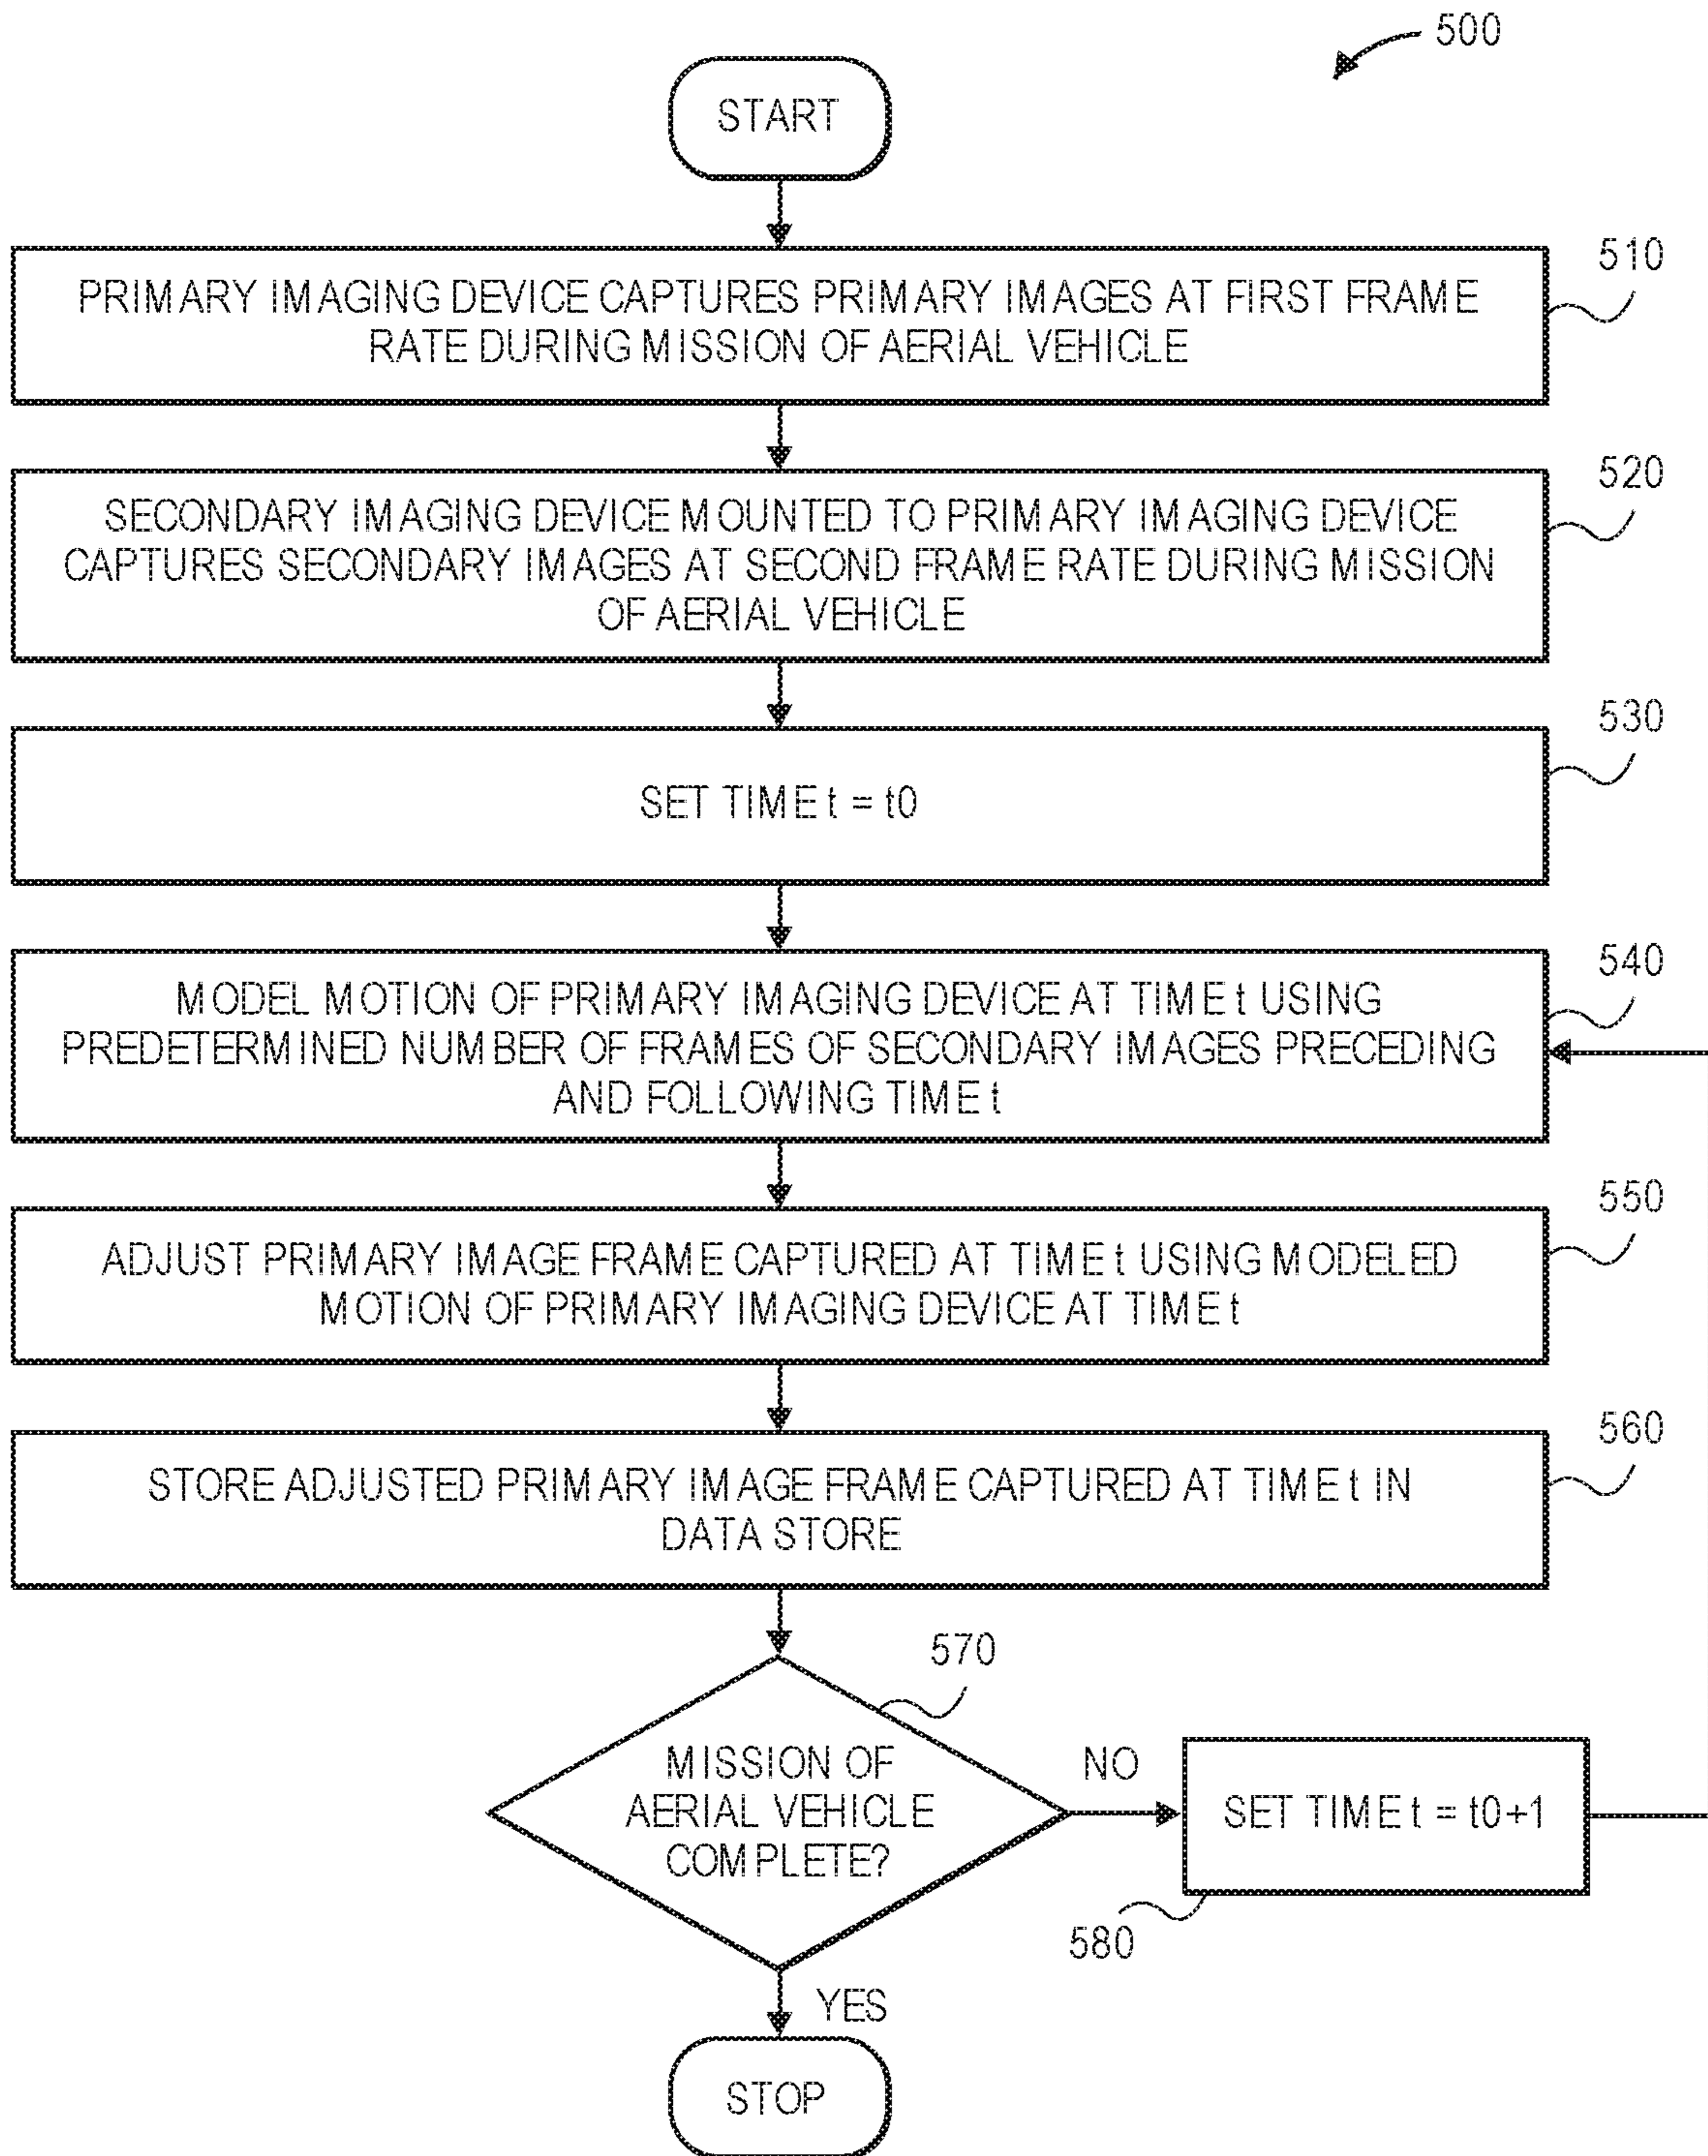 500
START
510
PRIMARY IMAGING DEVICE CAPTURES PRIMARY IMAGES AT FIRST FRAME
RATE DURING MISSION OF AERIAL VEHICLE
520
SECONDARY IMAGING DEVICE MOUNTED TO PRIMARY IMAGING DEVICE
CAPTURES SECONDARY IMAGES AT SECOND FRAME RATE DURING MISSION
OF AERIAL VEHICLE
530
SET TIME t = t0
540
MODEL MOTION OF PRIMARY IMAGING DEVICE AT TIME t USING
PREDETERMINED NUMBER OF FRAMES OF SECONDARY IMAGES PRECEDING
AND FOLLOWING TIME t
550
ADJUST PRIMARY IMAGE FRAME CAPTURED AT TIME t USING MODELED
MOTION OF PRIMARY IMAGING DEVICE AT TIME t
560
STORE ADJUSTED PRIMARY IMAGE FRAME CAPTURED AT TIME t IN
DATA STORE
570
MISSION OF
AERIAL VEHICLE
COMPLETE?
NO
SET TIME t = t0+1
580
YES
STOP